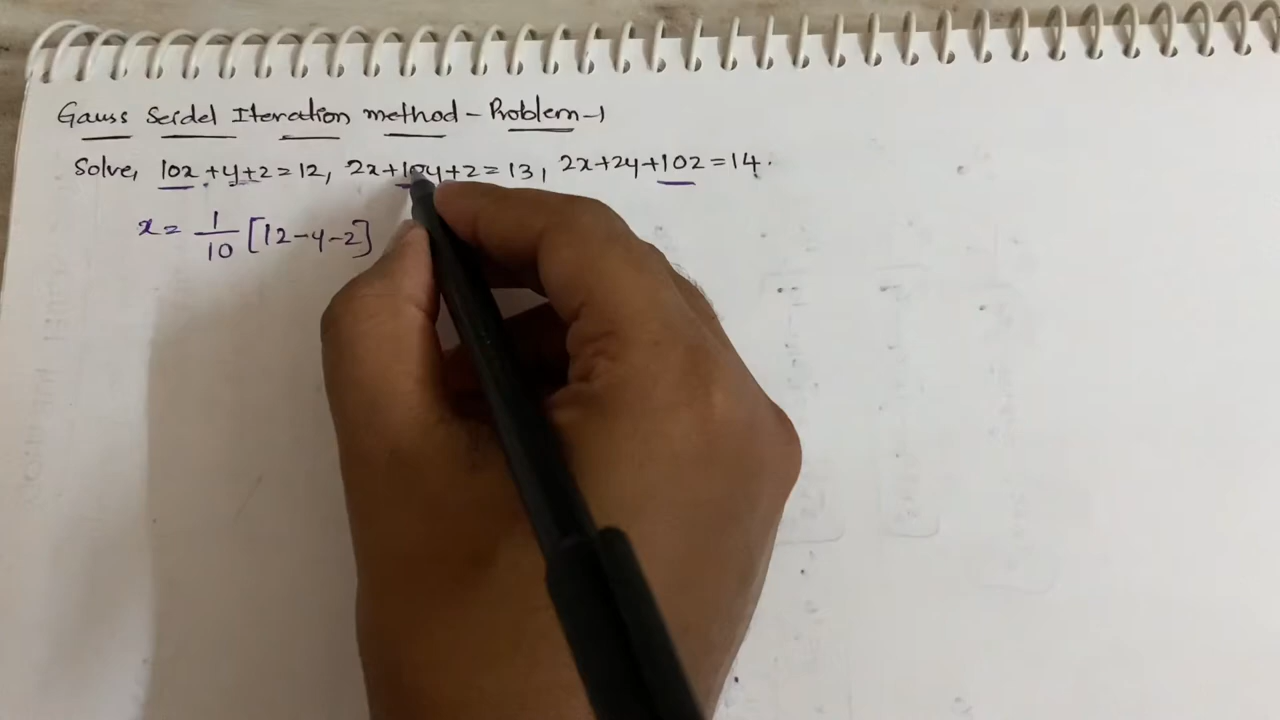 Gauss Seidel Iteration method - Problem-1
Solve, 10x + y + z = 12, 2x + 10y + z = 13, 2x + 2y + 10z = 14.
x = 1/10 [12 - y - z]